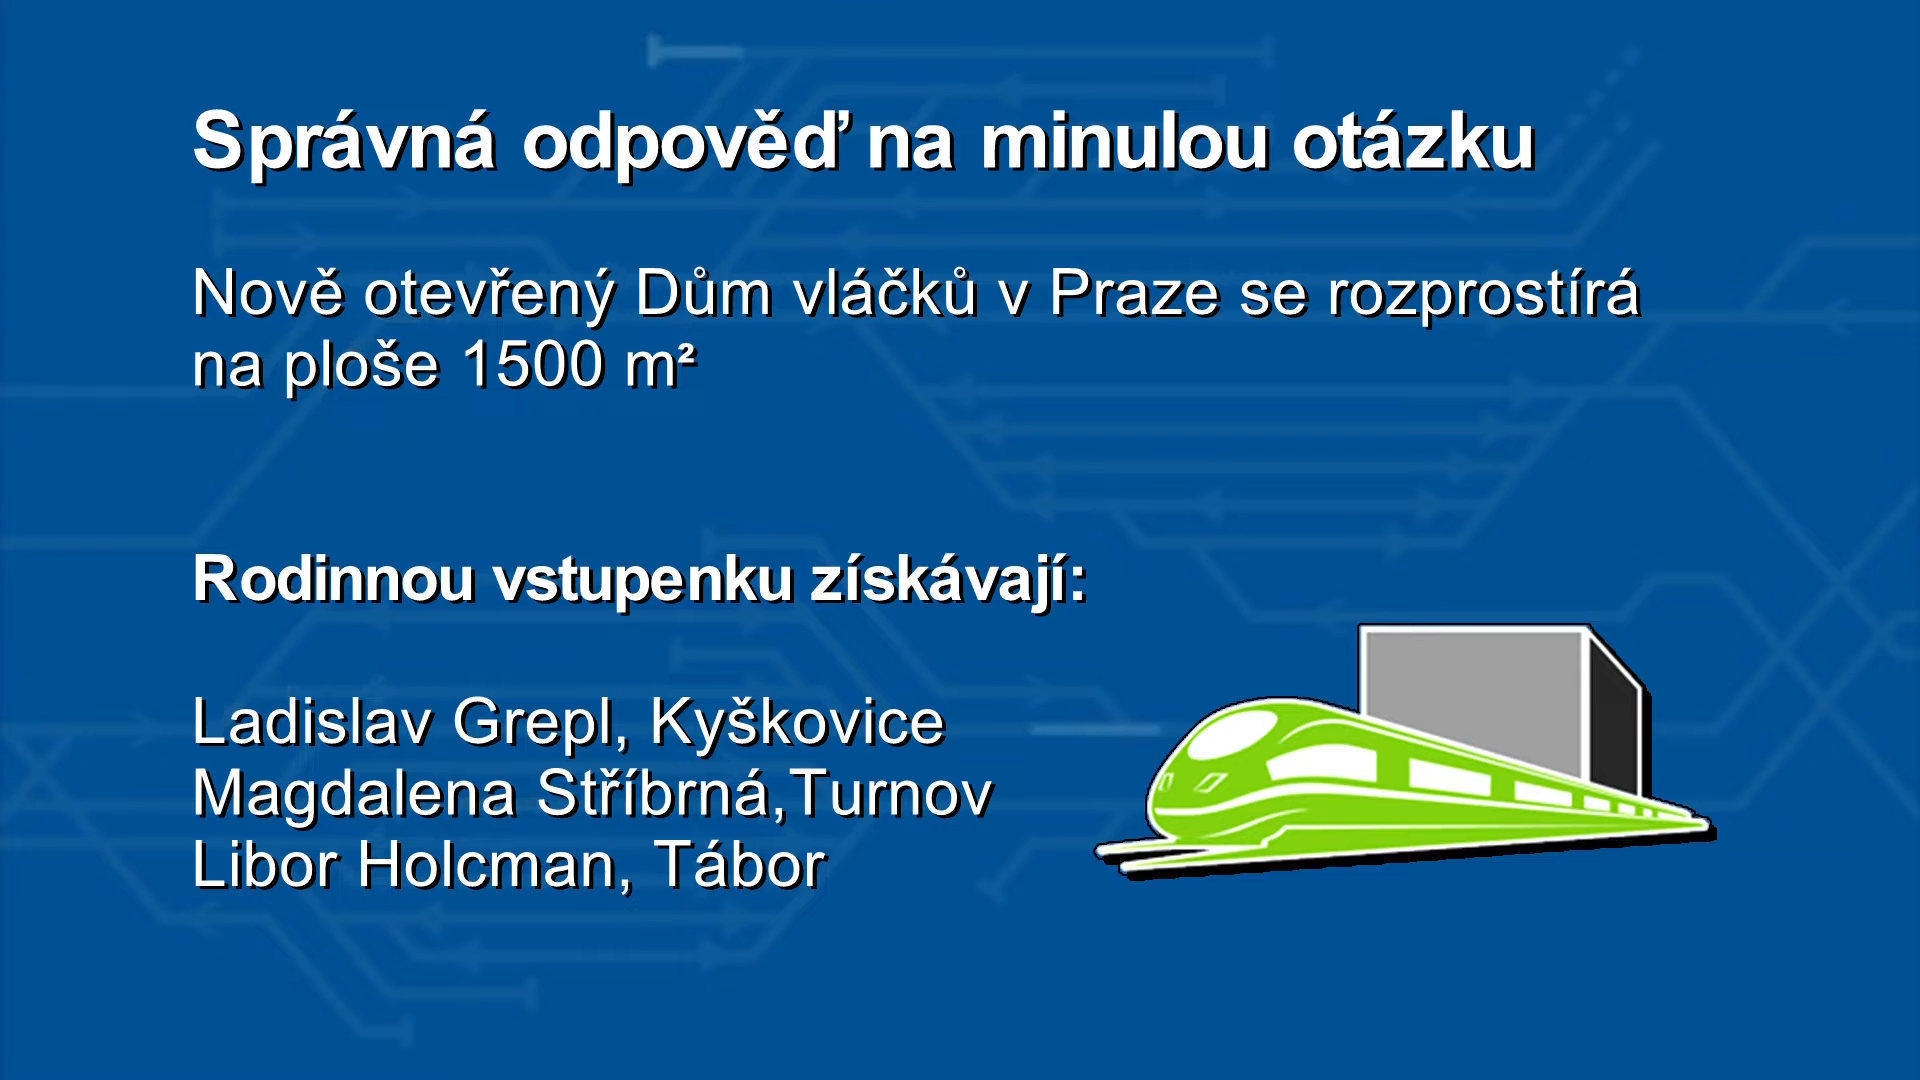 Správná odpověď na minulou otázku
Nově otevřený Dům vláčků v Praze se rozprostírá
na ploše 1500 m²
Rodinnou vstupenku získávají:
Ladislav Grepl, Kyškovice
Magdalena Stříbrná,Turnov
Libor Holcman, Tábor